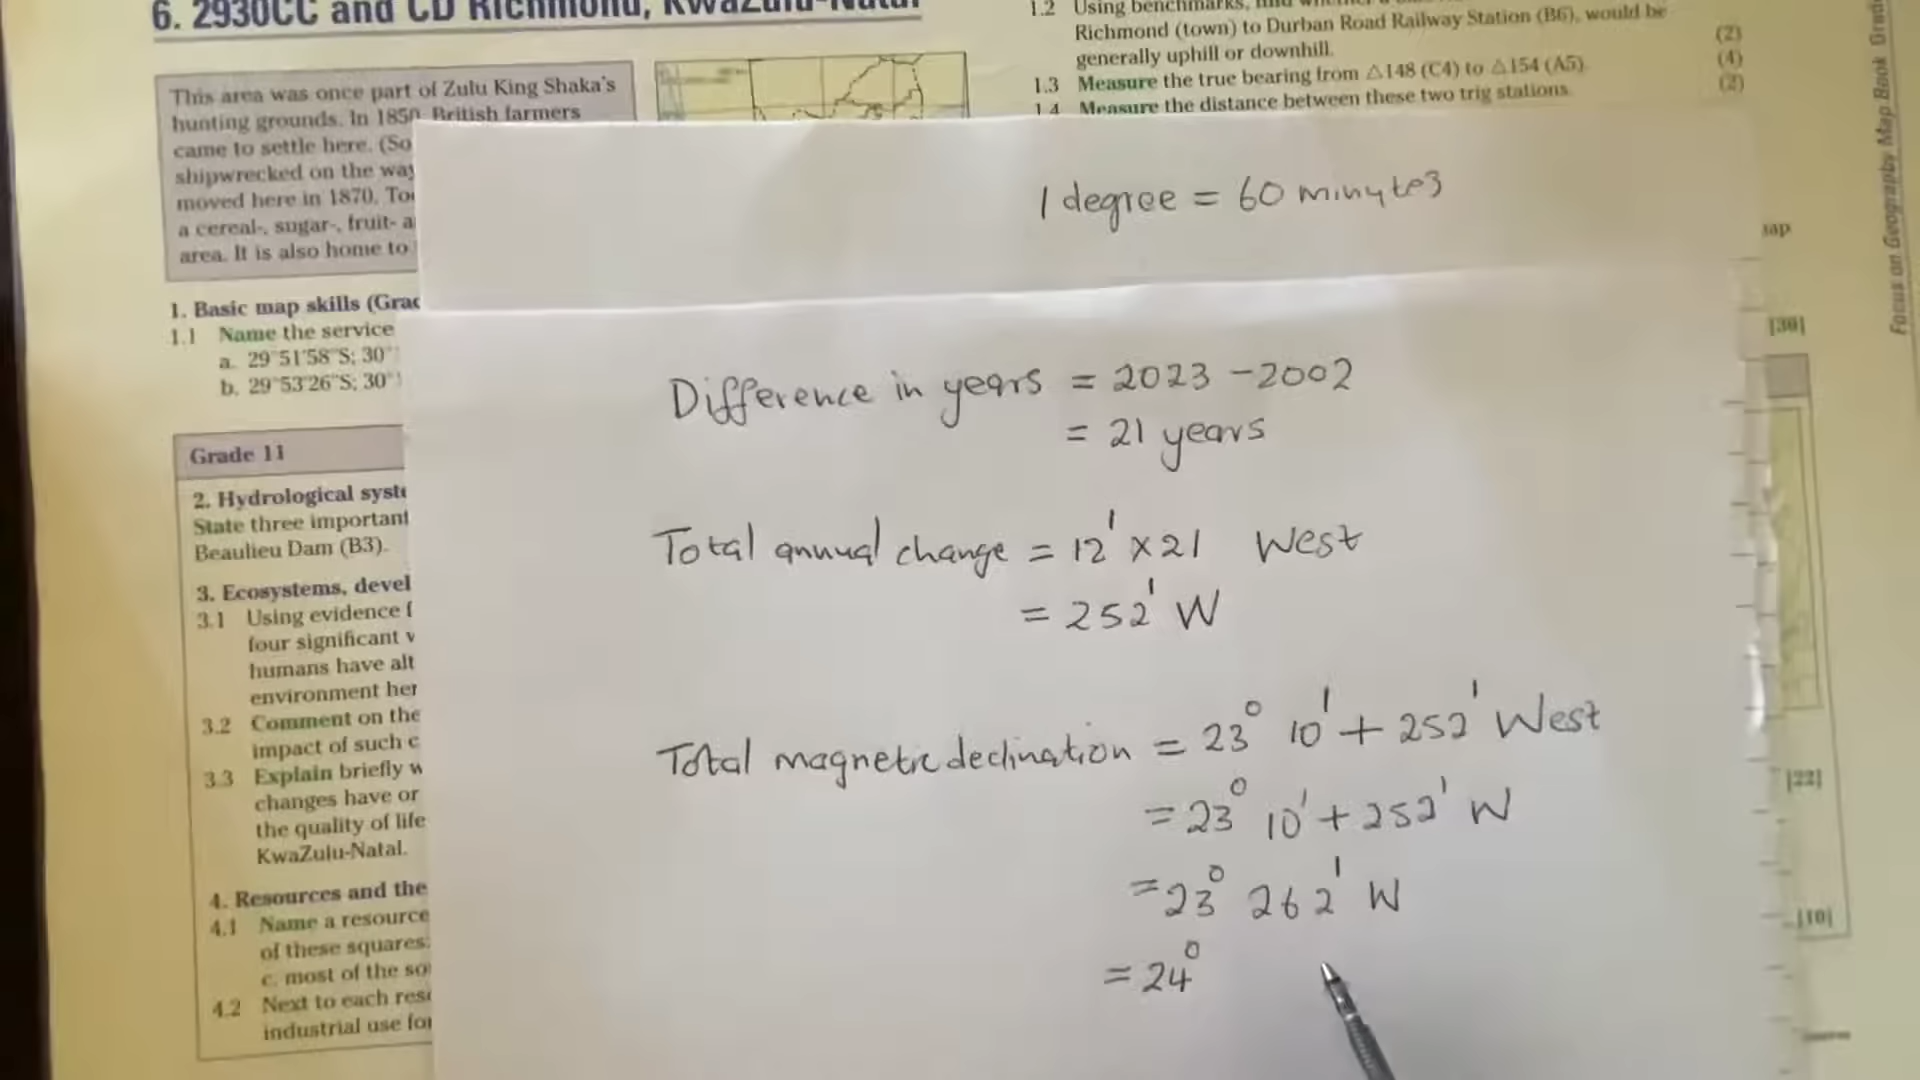 6. 2930CC and CD Richmond, KwaZulu-Natal
This area was once part of Zulu King Shaka's
hunting grounds. In 1850 British farmers
came to settle here. (So
shipwrecked on the way
moved here in 1870.
a cereal-, sugar-, fruit- a
area. It is also home to
1. Basic map skills (Grad
1.1 Name the service
a. 29°51'58"S; 30°
b. 29°53'26"S; 30°
Grade 11
2. Hydrological syste
State three important
Beaulieu Dam (B3).
3. Ecosystems, devel
3.1 Using evidence f
four significant
humans have alt
environment her
3.2 Comment on the
impact of such c
3.3 Explain briefly w
changes have or
the quality of life
KwaZulu-Natal.
4. Resources and the
4.1 Name a resource
of these squares:
c. most of the so
4.2 Next to each res
industrial use for
1.2 Using benchmarks,
Richmond (town) to Durban Road Railway Station (B6), would be
generally uphill or downhill. (2)
1.3 Measure the true bearing from △148 (C4) to △154 (A5). (4)
1.4 Measure the distance between these two trig stations. (2)
1 degree = 60 minutes
Difference in years = 2023 - 2002
= 21 years
Total annual change = 12' x 21 West
= 252' W
Total magnetic declination = 23° 10' + 252' West
= 23° 10' + 252' W
= 23° 262' W
= 24°
map
[30]
[22]
[10]
Focus on Geography Map Book Grad